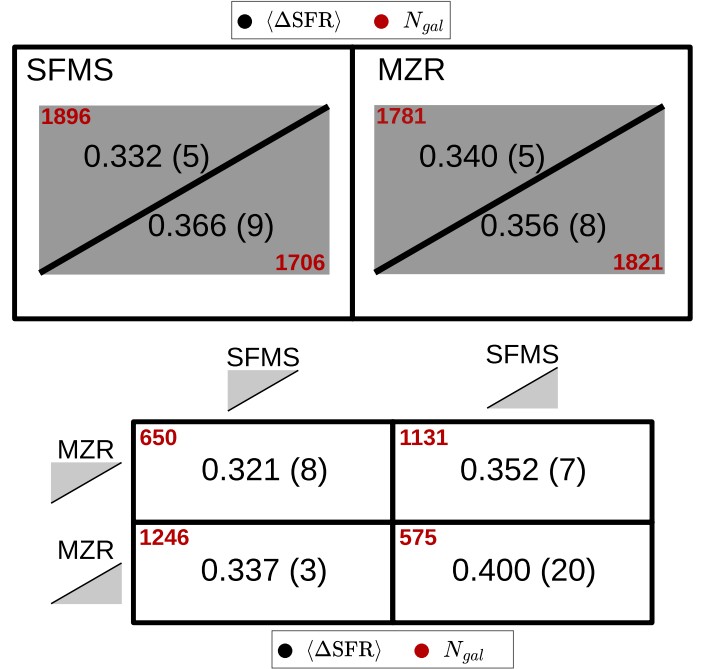 ⟨ΔSFR⟩ N_gal
SFMS MZR
1896 1781
0.332 (5) 0.340 (5)
0.366 (9) 0.356 (8)
1706 1821
SFMS SFMS
650 1131
MZR 0.321 (8) 0.352 (7)
1246 575
MZR 0.337 (3) 0.400 (20)
⟨ΔSFR⟩ N_gal